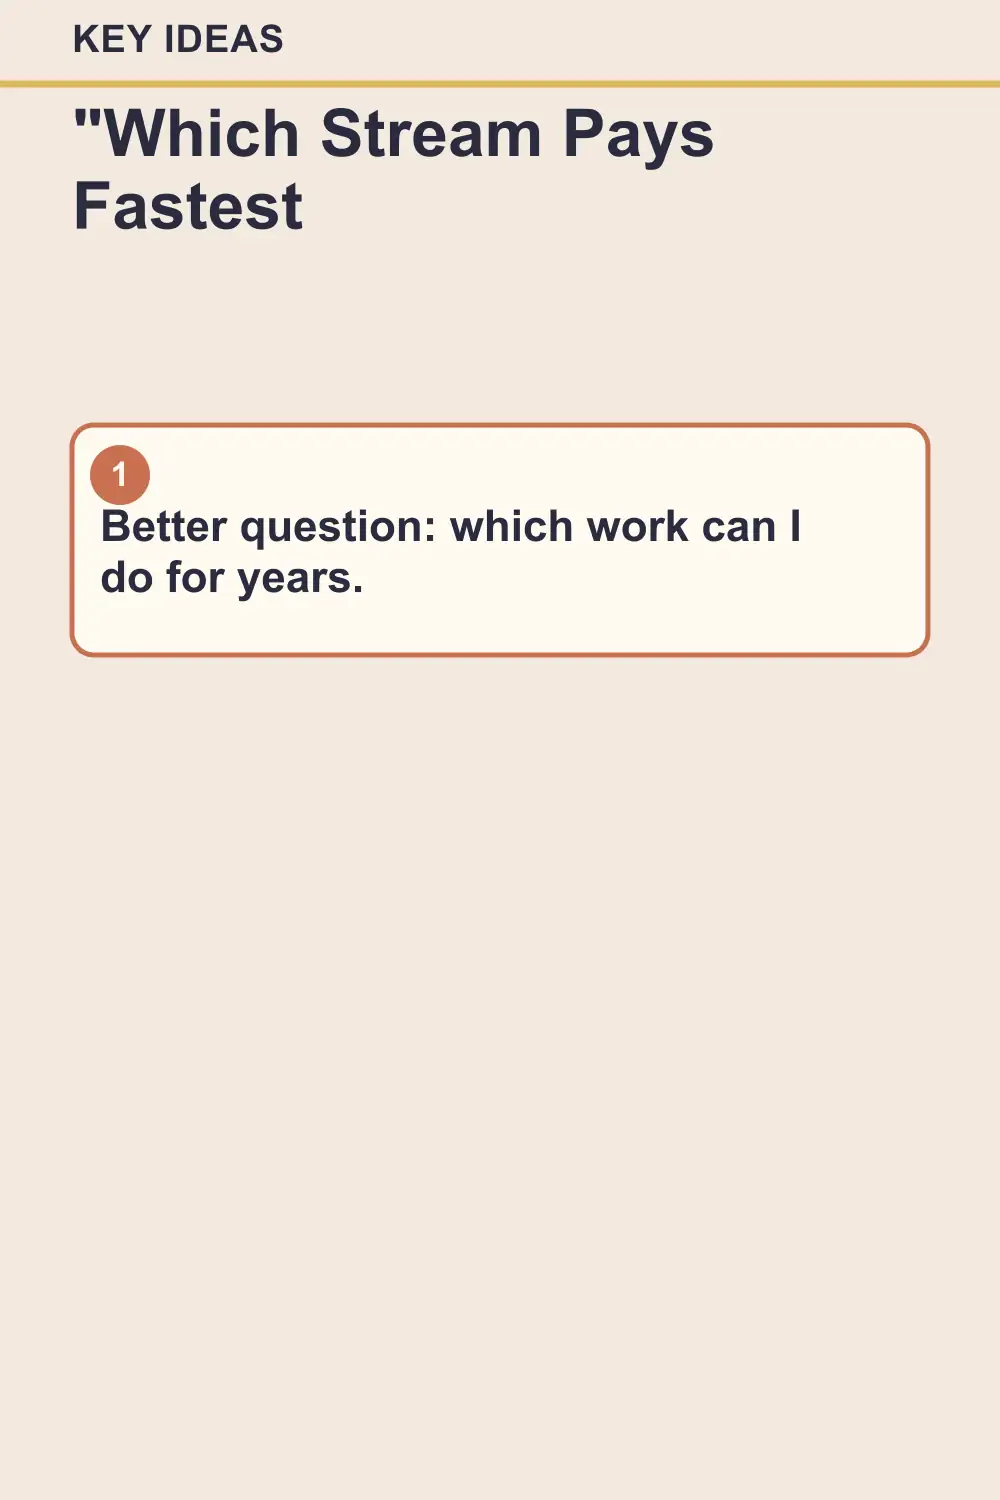 KEY IDEAS
"Which Stream Pays
Fastest
1
Better question: which work can I
do for years.